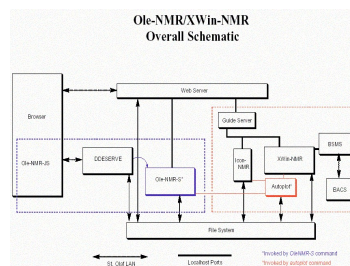 Ole-NMR/XWin-NMR
Overall Schematic
Web Server
Browser
Guide Server
BSMS
DDESERVE
Icon-
NMR
XWin-NMR
Ole-NMR-JS
Ole-NMR-S*
Autoplot*
BACS
File System
St. Olaf LAN
Localhost Ports
*Invoked by OleNMR-S command
*Invoked by autoplot command